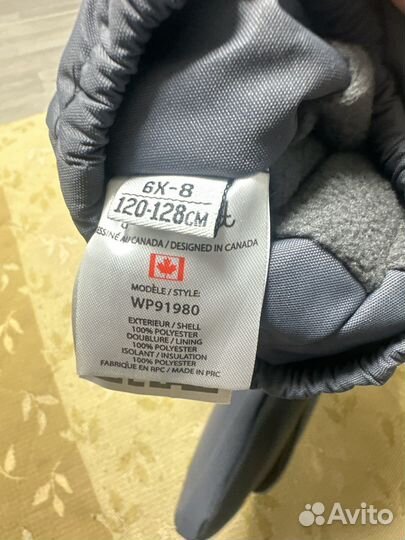 6X-8
120-128CM
DESSINÉ AU CANADA / DESIGNED IN CANADA
MODÈLE / STYLE:
WP91980
EXTERIEUR / SHELL
100% POLYESTER
DOUBLURE / LINING
100% POLYESTER
ISOLANT / INSULATION
100% POLYESTER
FABRIQUE EN RPC / MADE IN PRC
Avito